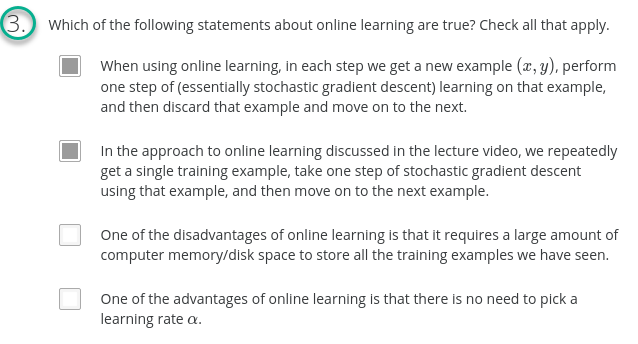 3. Which of the following statements about online learning are true? Check all that apply.
When using online learning, in each step we get a new example (x, y), perform
one step of (essentially stochastic gradient descent) learning on that example,
and then discard that example and move on to the next.
In the approach to online learning discussed in the lecture video, we repeatedly
get a single training example, take one step of stochastic gradient descent
using that example, and then move on to the next example.
One of the disadvantages of online learning is that it requires a large amount of
computer memory/disk space to store all the training examples we have seen.
One of the advantages of online learning is that there is no need to pick a
learning rate α.